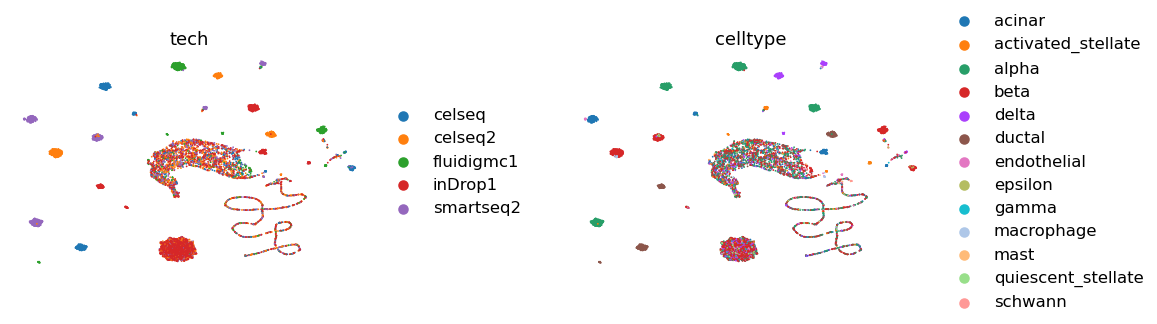 tech
celseq
celseq2
fluidigmc1
inDrop1
smartseq2
celltype
acinar
activated_stellate
alpha
beta
delta
ductal
endothelial
epsilon
gamma
macrophage
mast
quiescent_stellate
schwann